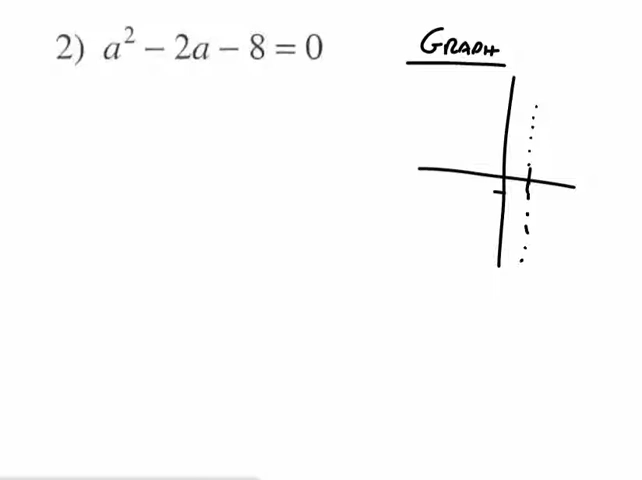 2) a² − 2a − 8 = 0
GRAPH